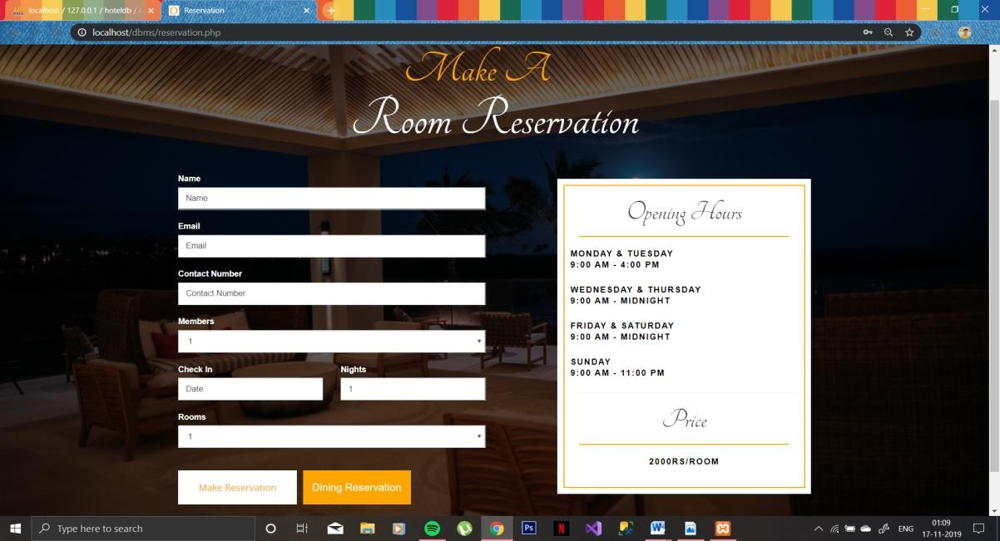 localhost / 127.0.0.1 / hoteldb /
Reservation
localhost/dbms/reservation.php
Make A
Room Reservation
Name
Name
Email
Email
Contact Number
Contact Number
Members
1
Check In
Nights
Date
1
Rooms
1
Make Reservation
Dining Reservation
Opening Hours
MONDAY & TUESDAY
9:00 AM - 4:00 PM
WEDNESDAY & THURSDAY
9:00 AM - MIDNIGHT
FRIDAY & SATURDAY
9:00 AM - MIDNIGHT
SUNDAY
9:00 AM - 11:00 PM
Price
2000RS/ROOM
Type here to search
Ps
N
W
ENG
01:09
17-11-2019